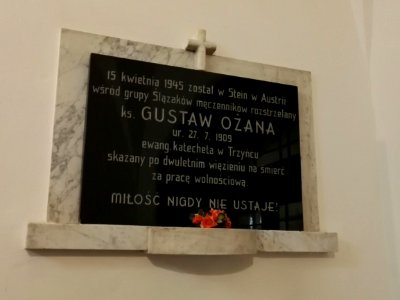 15 kwietnia 1945 został w Stein w Austrii
wśród grupy Ślązaków męczenników rozstrzelany
ks. GUSTAW OŻANA
ur. 27. 7. 1909
ewang. katecheta w Trzyńcu
skazany po dwuletnim więzieniu na śmierć
za pracę wolnościową.
MIŁOŚĆ NIGDY NIE USTAJE!